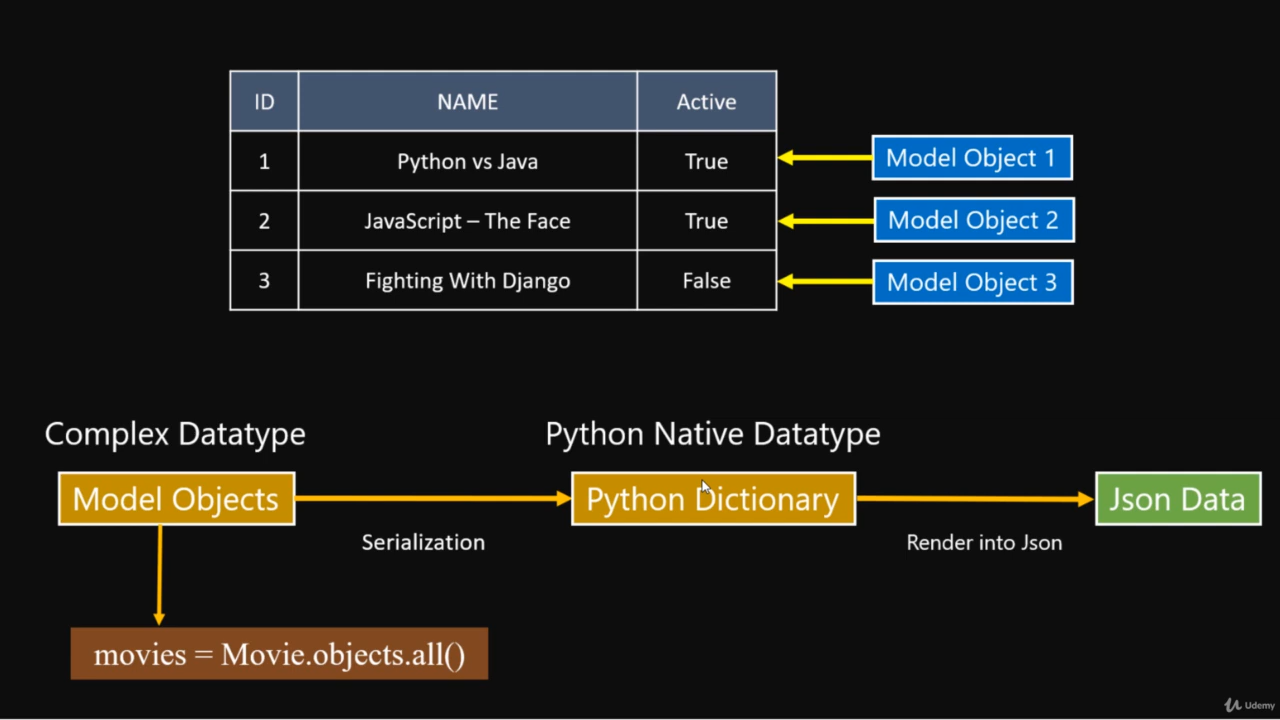 ID NAME Active
1 Python vs Java True
Model Object 1
2 JavaScript – The Face True
Model Object 2
3 Fighting With Django False
Model Object 3
Complex Datatype
Python Native Datatype
Model Objects
Python Dictionary
Json Data
Serialization
Render into Json
movies = Movie.objects.all()
Udemy